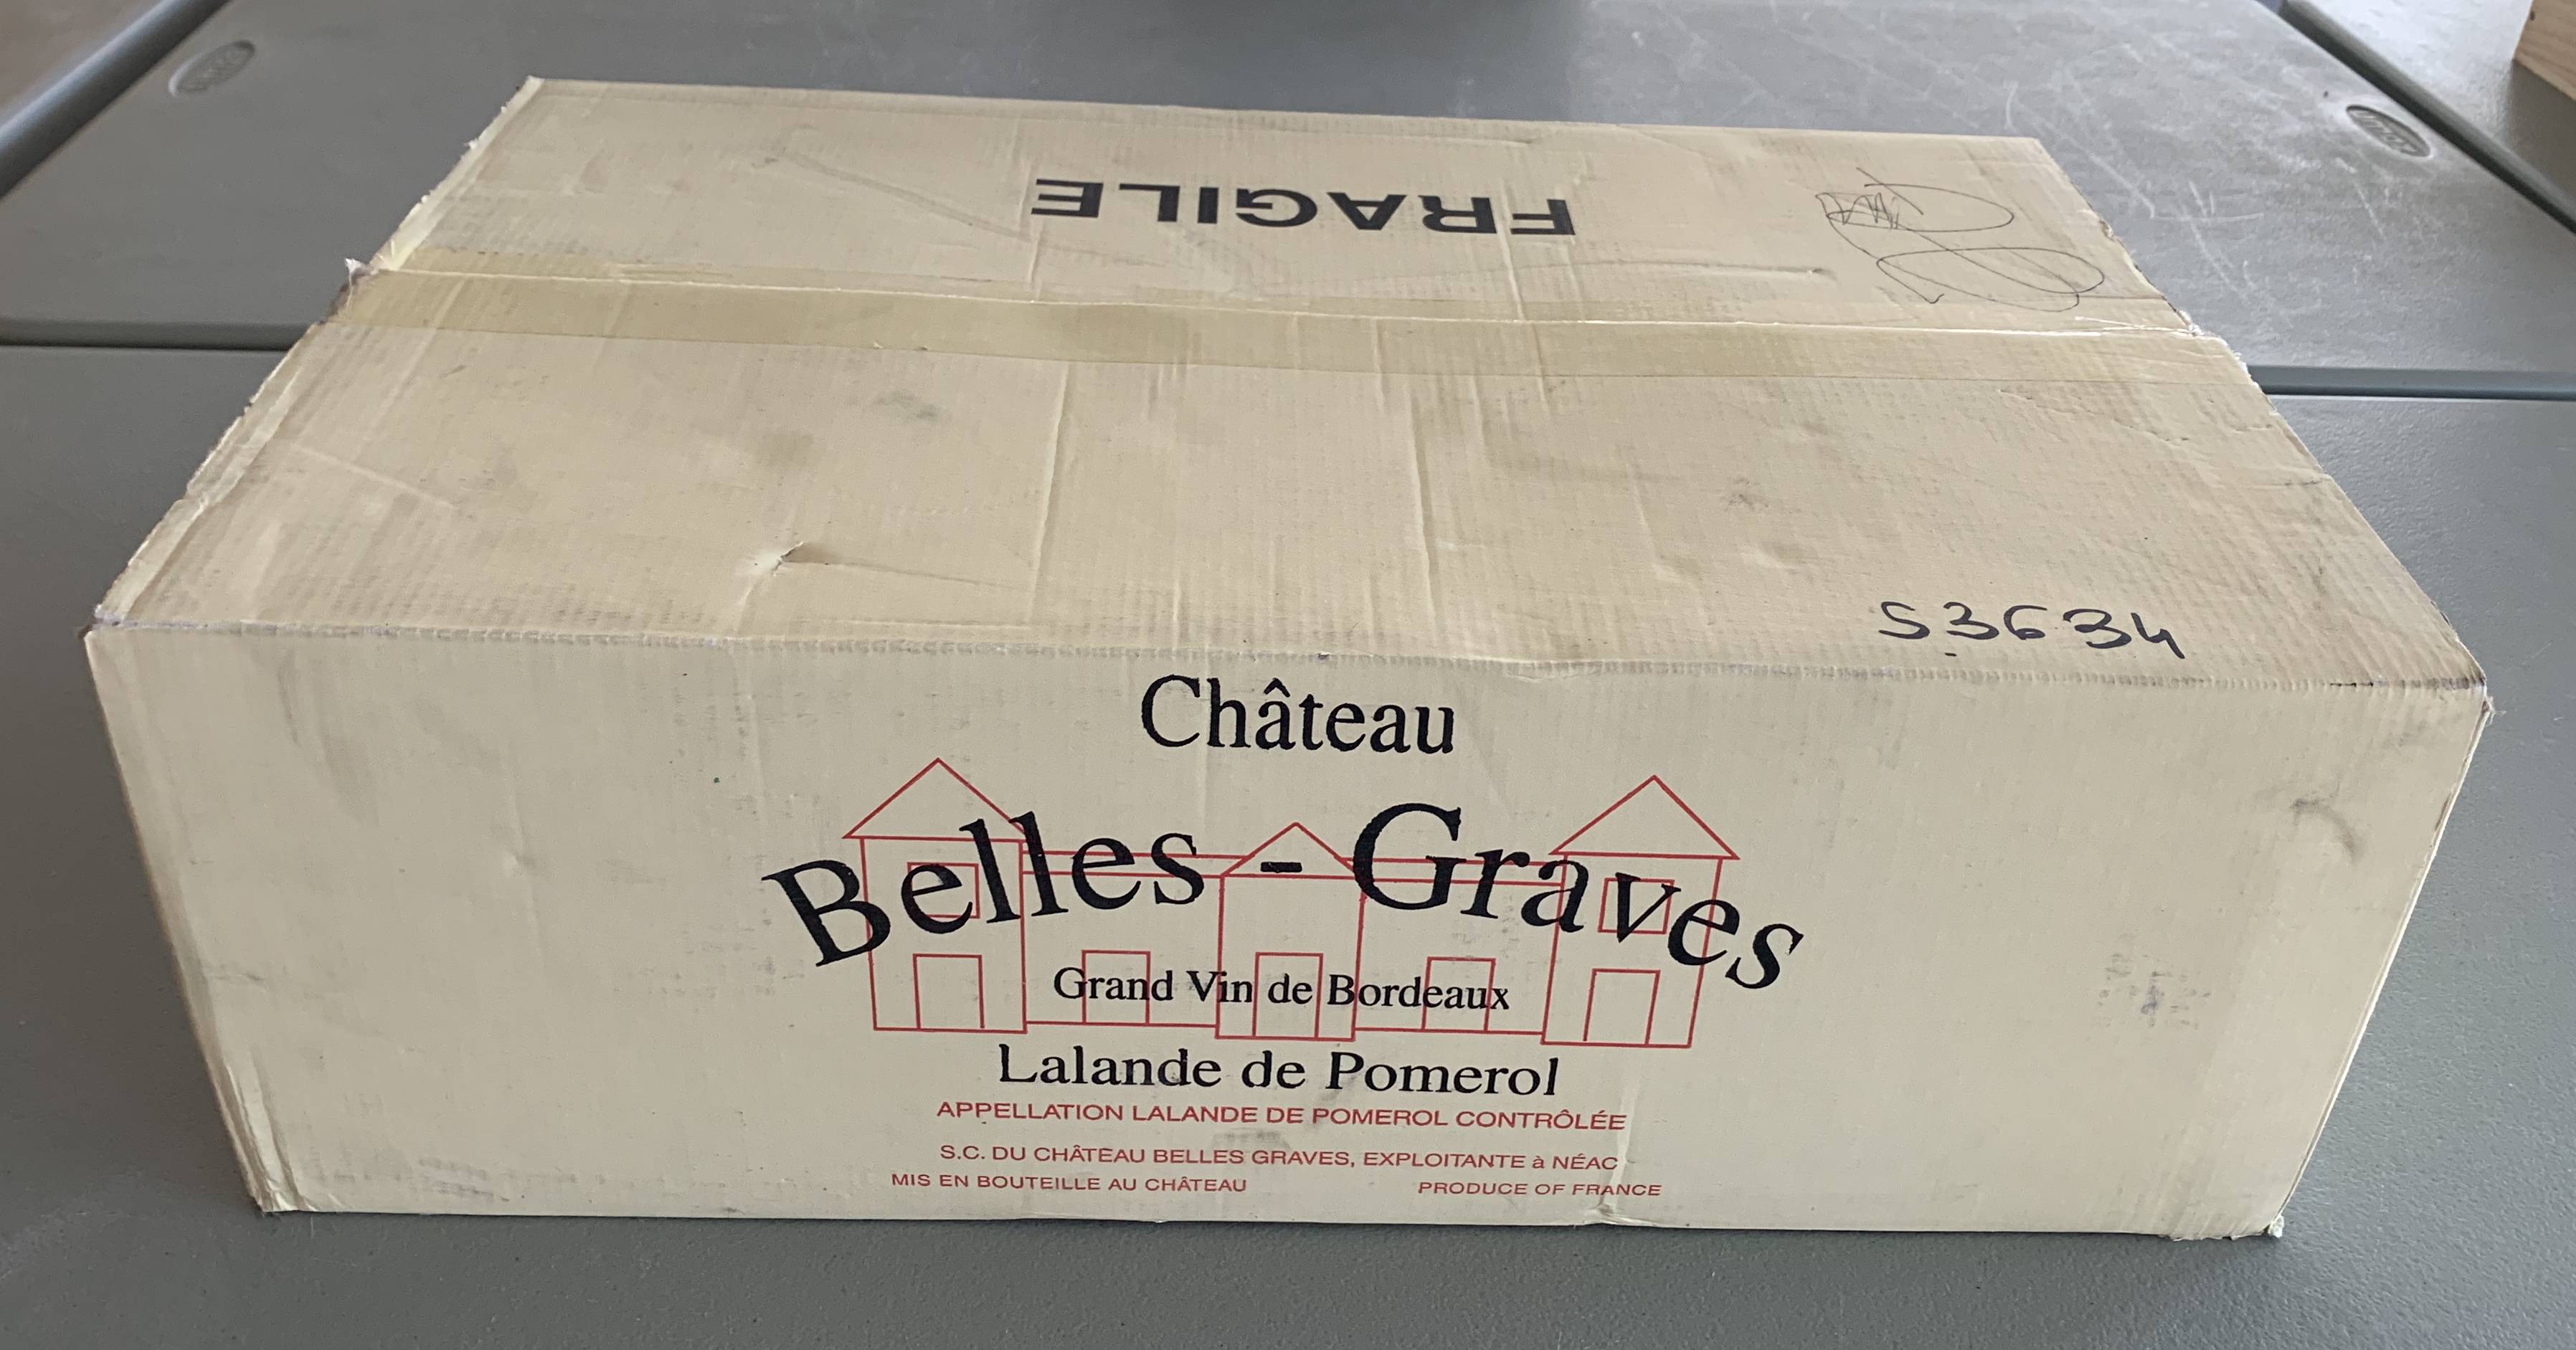 FRAGILE
53634
Château
Belles - Graves
Grand Vin de Bordeaux
Lalande de Pomerol
APPELLATION LALANDE DE POMEROL CONTRÔLÉE
S.C. DU CHÂTEAU BELLES GRAVES, EXPLOITANTE à NÉAC
MIS EN BOUTEILLE AU CHÂTEAU PRODUCE OF FRANCE